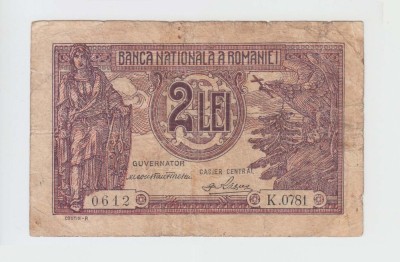 BANCA NATIONALA A ROMANIEI
2 LEI
GUVERNATOR
CASIER CENTRAL
0612
K.0781